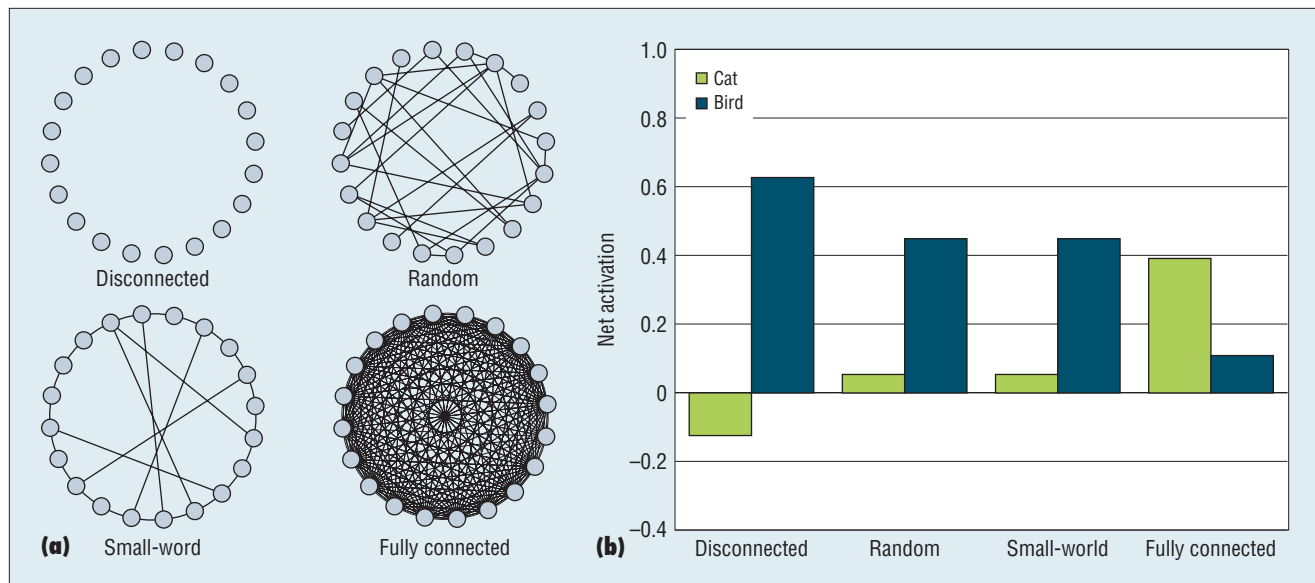 Disconnected
Random
Small-word
Fully connected
(a)
1.0
0.8
0.6
0.4
0.2
0
–0.2
–0.4
Net activation
Cat
Bird
Disconnected
Random
Small-world
Fully connected
(b)